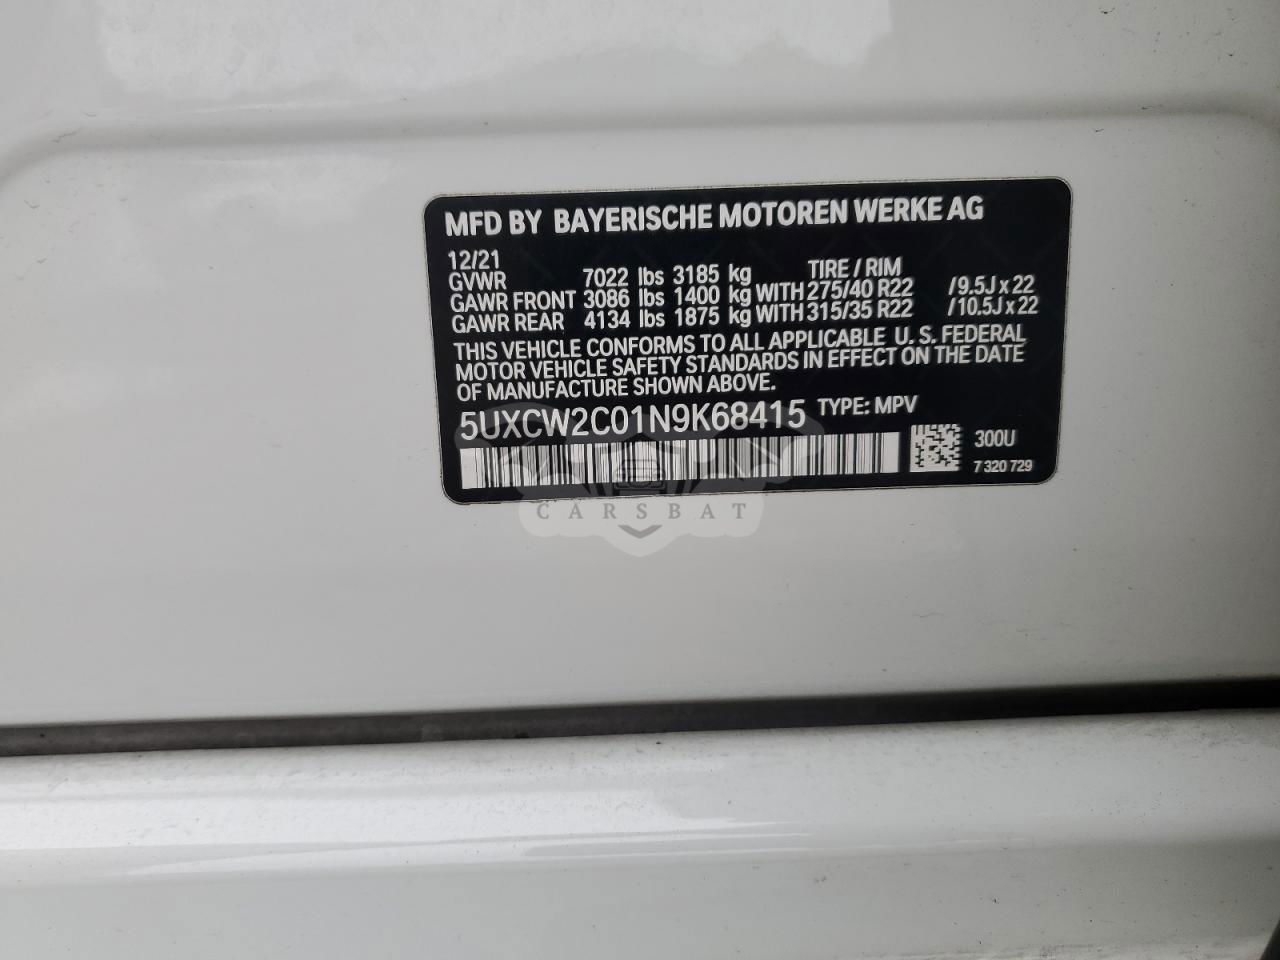 MFD BY BAYERISCHE MOTOREN WERKE AG
12/21
TIRE / RIM
GVWR 7022 lbs 3185 kg
GAWR FRONT 3086 lbs 1400 kg WITH 275/40 R22 / 9.5J x 22
GAWR REAR 4134 lbs 1875 kg WITH 315/35 R22 / 10.5J x 22
THIS VEHICLE CONFORMS TO ALL APPLICABLE U. S. FEDERAL
MOTOR VEHICLE SAFETY STANDARDS IN EFFECT ON THE DATE
OF MANUFACTURE SHOWN ABOVE.
5UXCW2C01N9K68415 TYPE: MPV
300U
7 320 729
CARSBAT